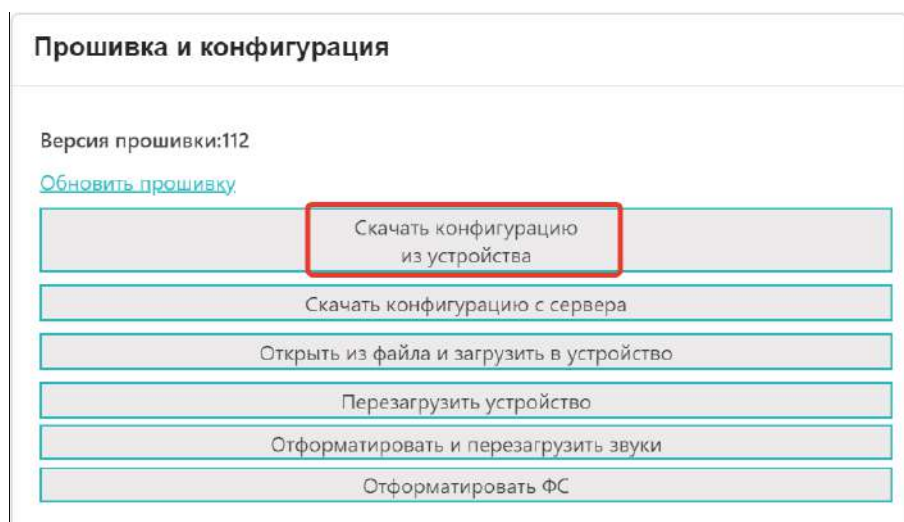 Прошивка и конфигурация
Версия прошивки:112
Обновить прошивку
Скачать конфигурацию
из устройства
Скачать конфигурацию с сервера
Открыть из файла и загрузить в устройство
Перезагрузить устройство
Отформатировать и перезагрузить звуки
Отформатировать ФС